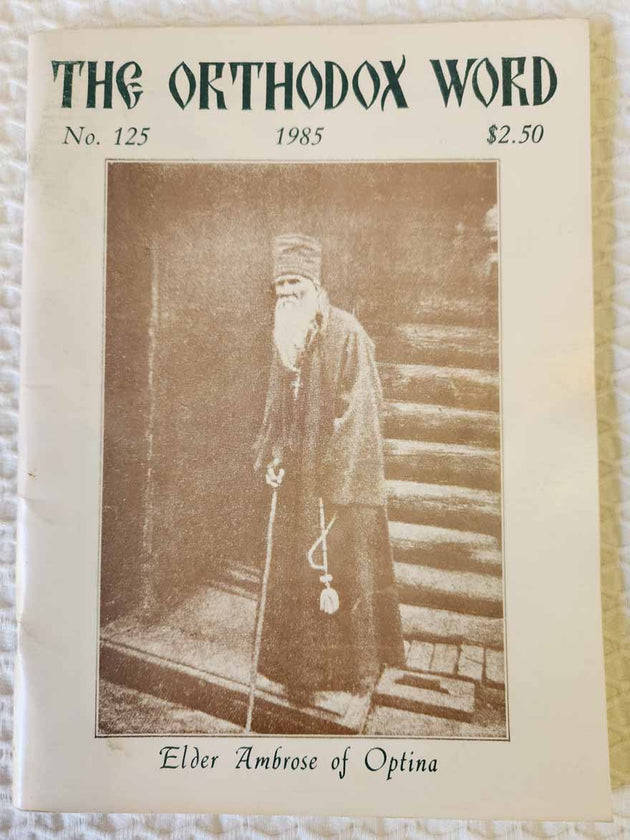 THE ORTHODOX WORD
No. 125 1985 $2.50
Elder Ambrose of Optina